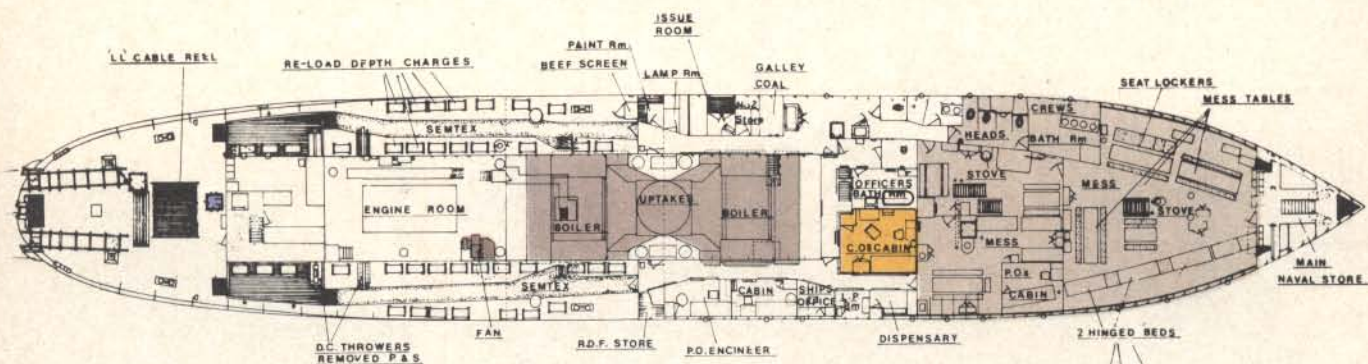 ISSUE
ROOM
PAINT Rm.
'LL' CABLE REEL
RE-LOAD DEPTH CHARGES
BEEF SCREEN
LAMP Rm
GALLEY
COAL
SEAT LOCKERS
MESS TABLES
No.2
Store
CREWS
SEMTEX
HEADS
BATH Rm
STOVE
OFFICERS
BATH Rm
MESS
UPTAKES
ENGINE ROOM
BOILER
BOILER
STOVE
C.O's CABIN
MESS
P.O.s
CABIN
SEMTEX
CABIN
SHIPS
OFFICE
L.P.
Rm
MAIN
NAVAL STORE
FAN
D.C. THROWERS
REMOVED P & S
R.D.F. STORE
P.O. ENGINEER
DISPENSARY
2 HINGED BEDS